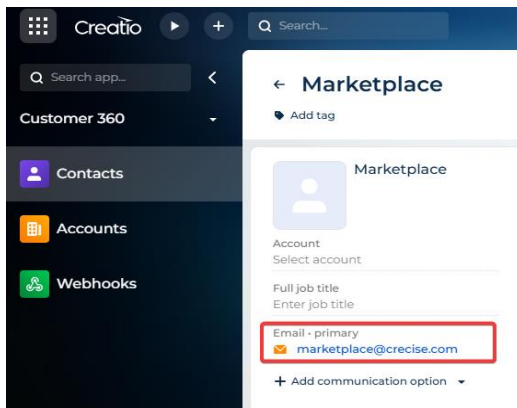 Creatio
Search...
Search app...
Customer 360
Contacts
Accounts
Webhooks
Marketplace
Add tag
Marketplace
Account
Select account
Full job title
Enter job title
Email • primary
marketplace@crecise.com
Add communication option